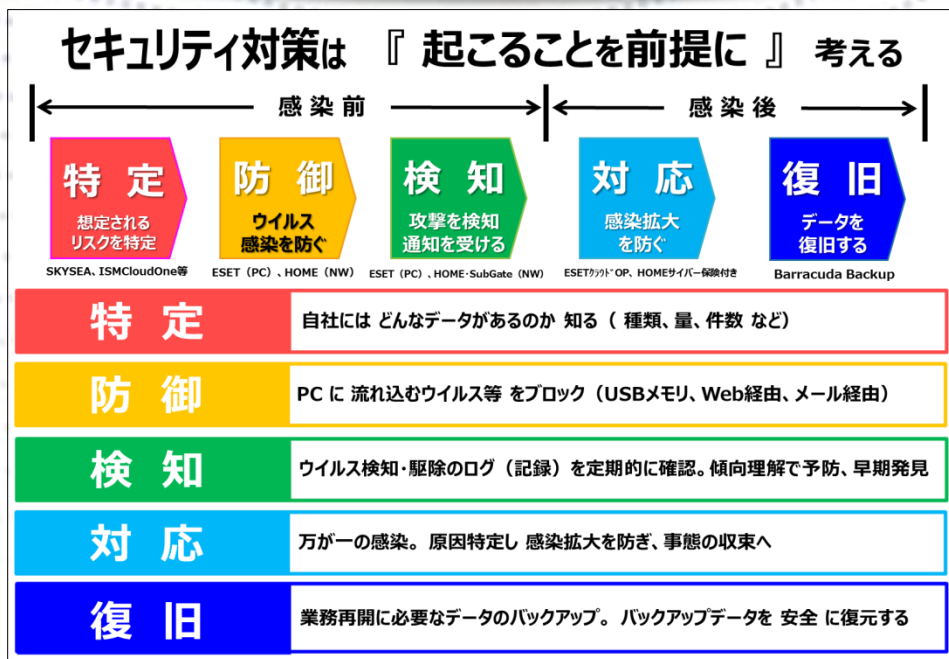 セキュリティ対策は 『 起こることを前提に 』 考える
感 染 前
感 染 後
特 定
想定される
リスクを特定
防 御
ウイルス
感染を防ぐ
検 知
攻撃を検知
通知を受ける
対 応
感染拡大
を防ぐ
復 旧
データを
復旧する
SKYSEA、ISMCloudOne等
ESET（PC）、HOME（NW）
ESET（PC）、HOME・SubGate（NW）
ESETｸﾗｳﾄﾞOP、HOMEサイバー保険付き
Barracuda Backup
特 定
自社には どんなデータがあるのか 知る（ 種類、量、件数 など）
防 御
PC に 流れ込むウイルス等 をブロック（USBメモリ、Web経由、メール経由）
検 知
ウイルス検知・駆除のログ（記録）を定期的に確認。傾向理解で予防、早期発見
対 応
万が一の感染。原因特定し 感染拡大を防ぎ、事態の収束へ
復 旧
業務再開に必要なデータのバックアップ。 バックアップデータを 安全 に復元する